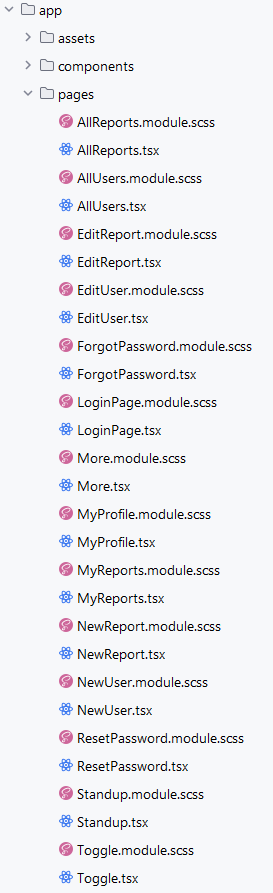 app
assets
components
pages
AllReports.module.scss
AllReports.tsx
AllUsers.module.scss
AllUsers.tsx
EditReport.module.scss
EditReport.tsx
EditUser.module.scss
EditUser.tsx
ForgotPassword.module.scss
ForgotPassword.tsx
LoginPage.module.scss
LoginPage.tsx
More.module.scss
More.tsx
MyProfile.module.scss
MyProfile.tsx
MyReports.module.scss
MyReports.tsx
NewReport.module.scss
NewReport.tsx
NewUser.module.scss
NewUser.tsx
ResetPassword.module.scss
ResetPassword.tsx
Standup.module.scss
Standup.tsx
Toggle.module.scss
Toggle.tsx